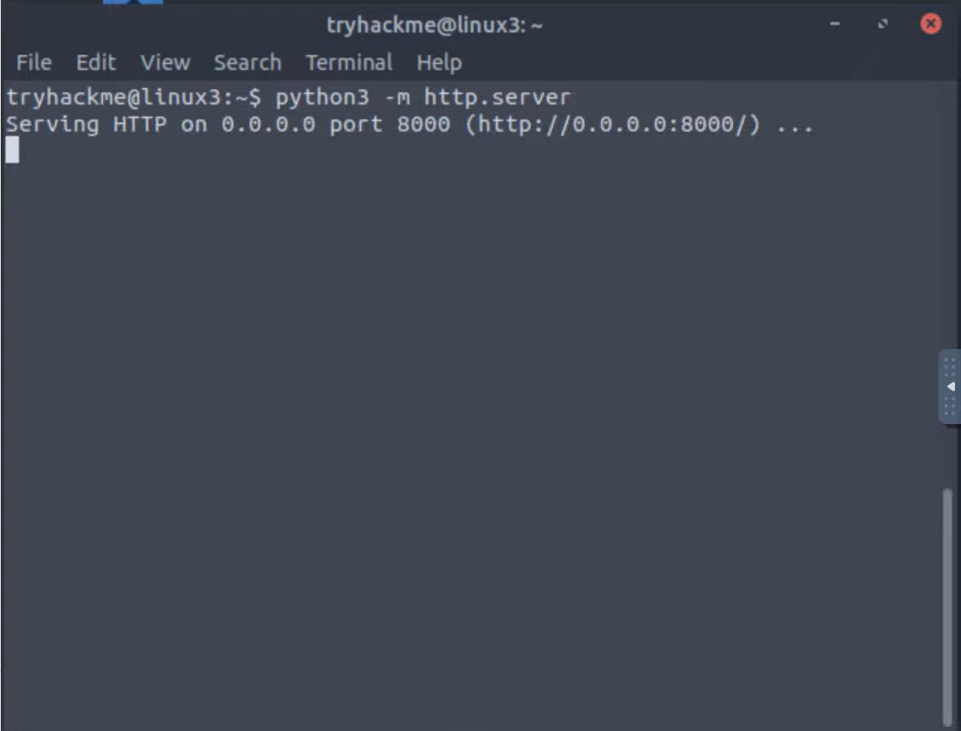 tryhackme@linux3: ~
File Edit View Search Terminal Help
tryhackme@linux3:~$ python3 -m http.server
Serving HTTP on 0.0.0.0 port 8000 (http://0.0.0.0:8000/) ...